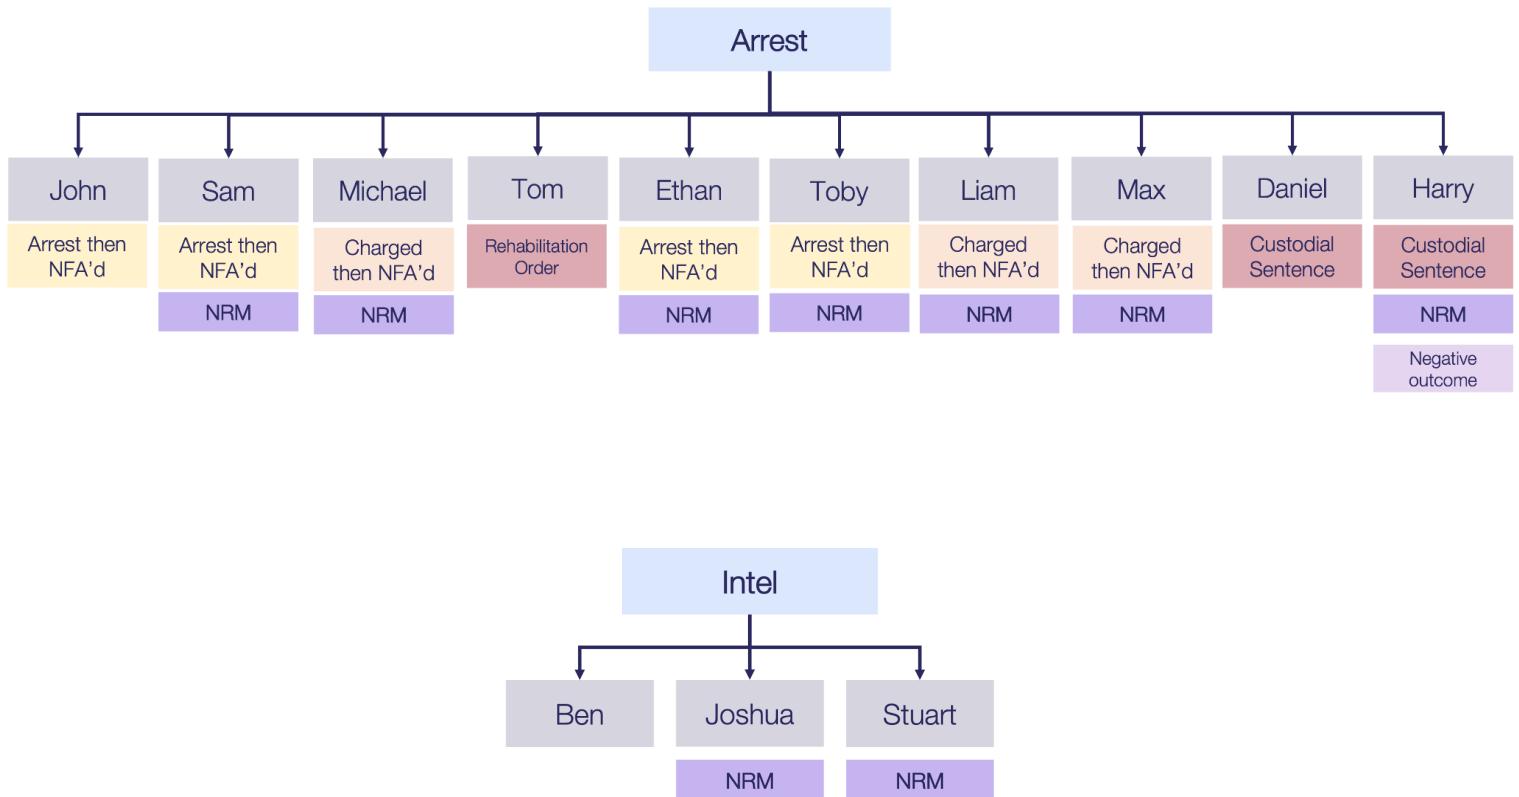 Arrest
John
Sam
Michael
Tom
Ethan
Toby
Liam
Max
Daniel
Harry
Arrest then
NFA'd
Arrest then
NFA'd
Charged
then NFA'd
Rehabilitation
Order
Arrest then
NFA'd
Arrest then
NFA'd
Charged
then NFA'd
Charged
then NFA'd
Custodial
Sentence
Custodial
Sentence
NRM
NRM
NRM
NRM
NRM
NRM
NRM
Negative
outcome
Intel
Ben
Joshua
Stuart
NRM
NRM